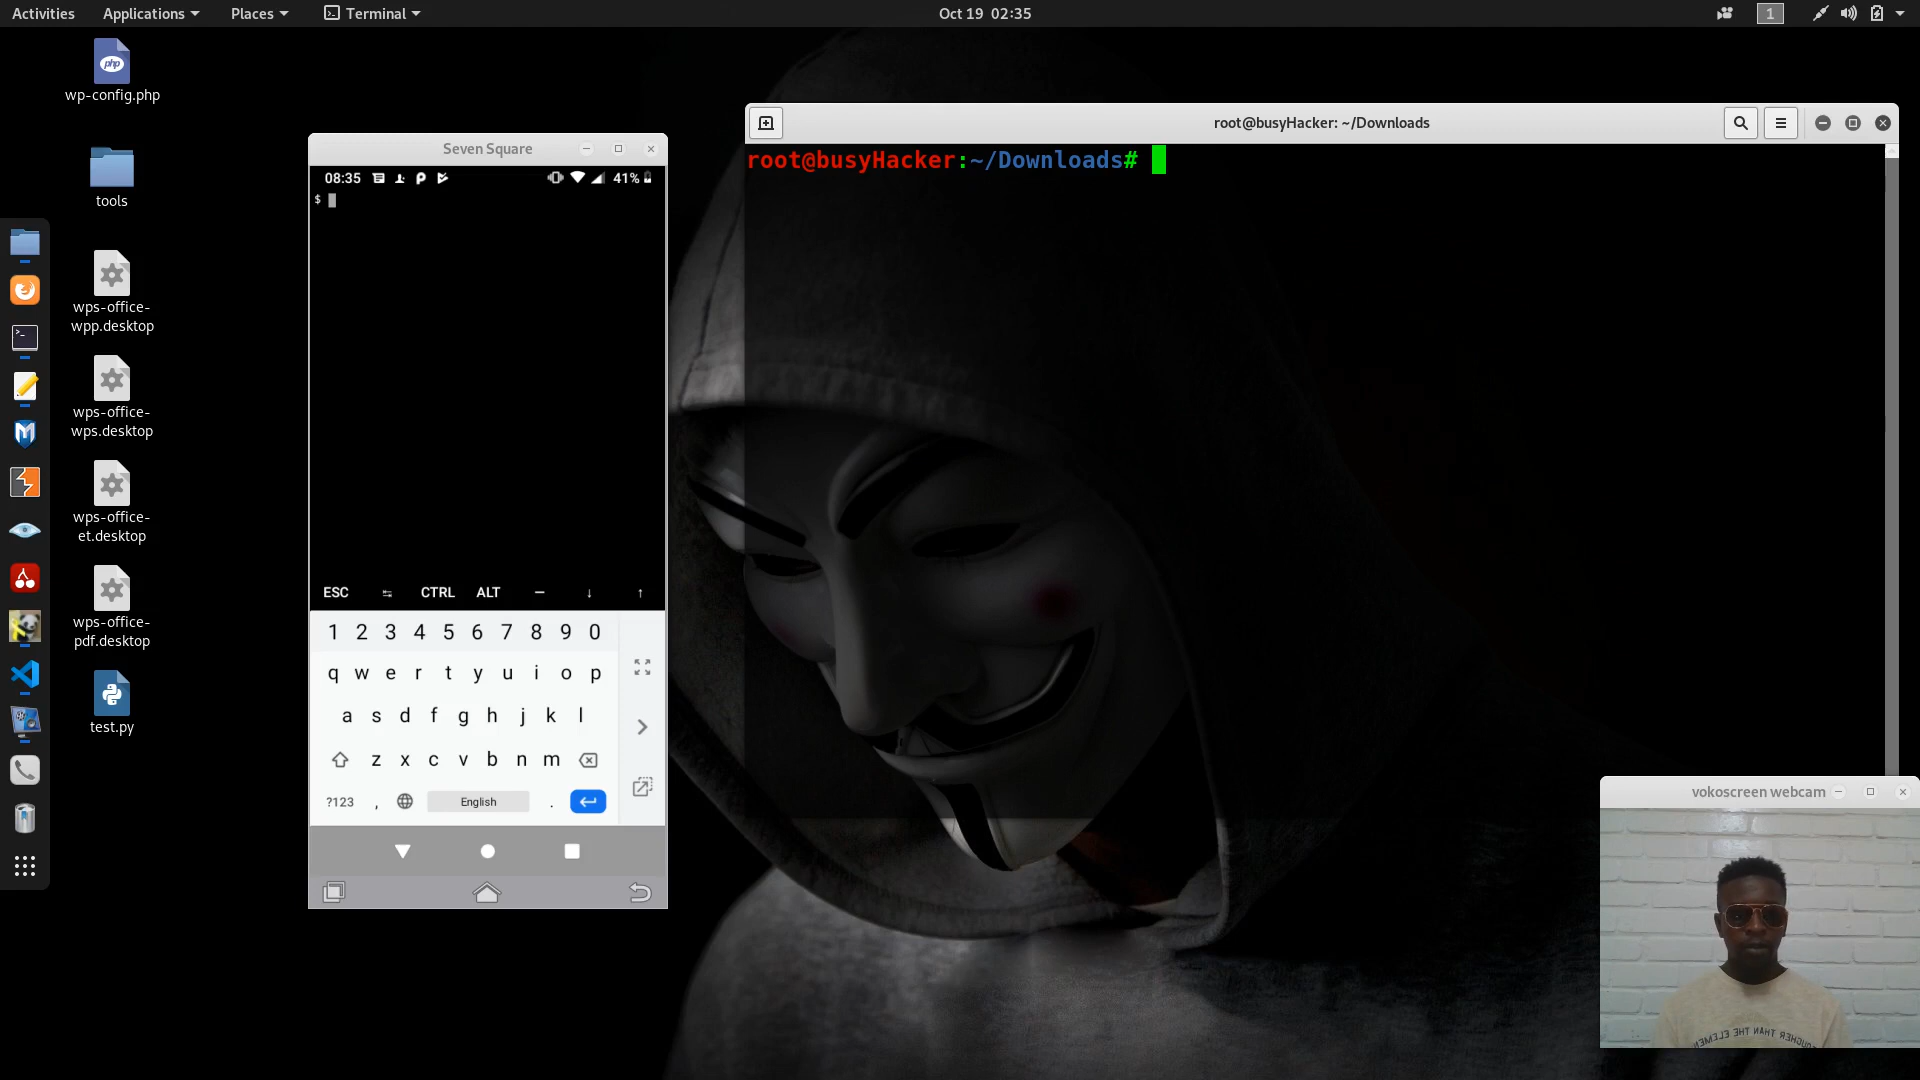 Activities Applications Places Terminal Oct 19 02:35 1
wp-config.php
tools
wps-office-
wpp.desktop
wps-office-
wps.desktop
wps-office-
et.desktop
wps-office-
pdf.desktop
test.py
Seven Square
08:35 41%
$
ESC CTRL ALT — ↓ ↑
1 2 3 4 5 6 7 8 9 0
q w e r t y u i o p
a s d f g h j k l
z x c v b n m
?123 , English .
root@busyHacker: ~/Downloads
root@busyHacker:~/Downloads#
vokoscreen webcam
THAN THE